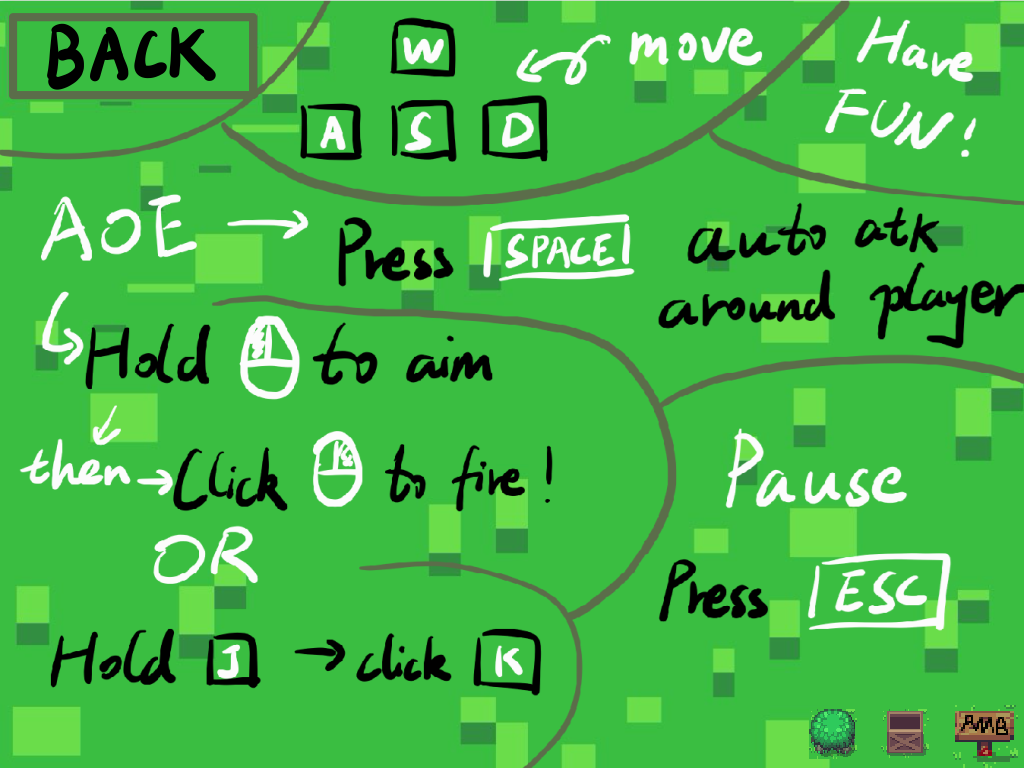 BACK
W
move
A S D
Have
FUN!
AOE → Press SPACE
auto atk
around player
Hold to aim
then → Click to fire!
OR
Hold J → click K
Pause
Press ESC
AMB